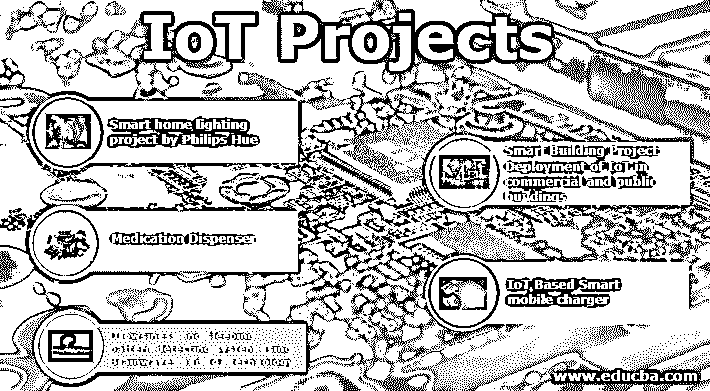 IoT Projects
Smart home lighting
project by Philips Hue
Medication Dispenser
Smart Building Project
Deployment of IoT in
commercial and public
buildings
IoT Based Smart
mobile charger
www.educba.com